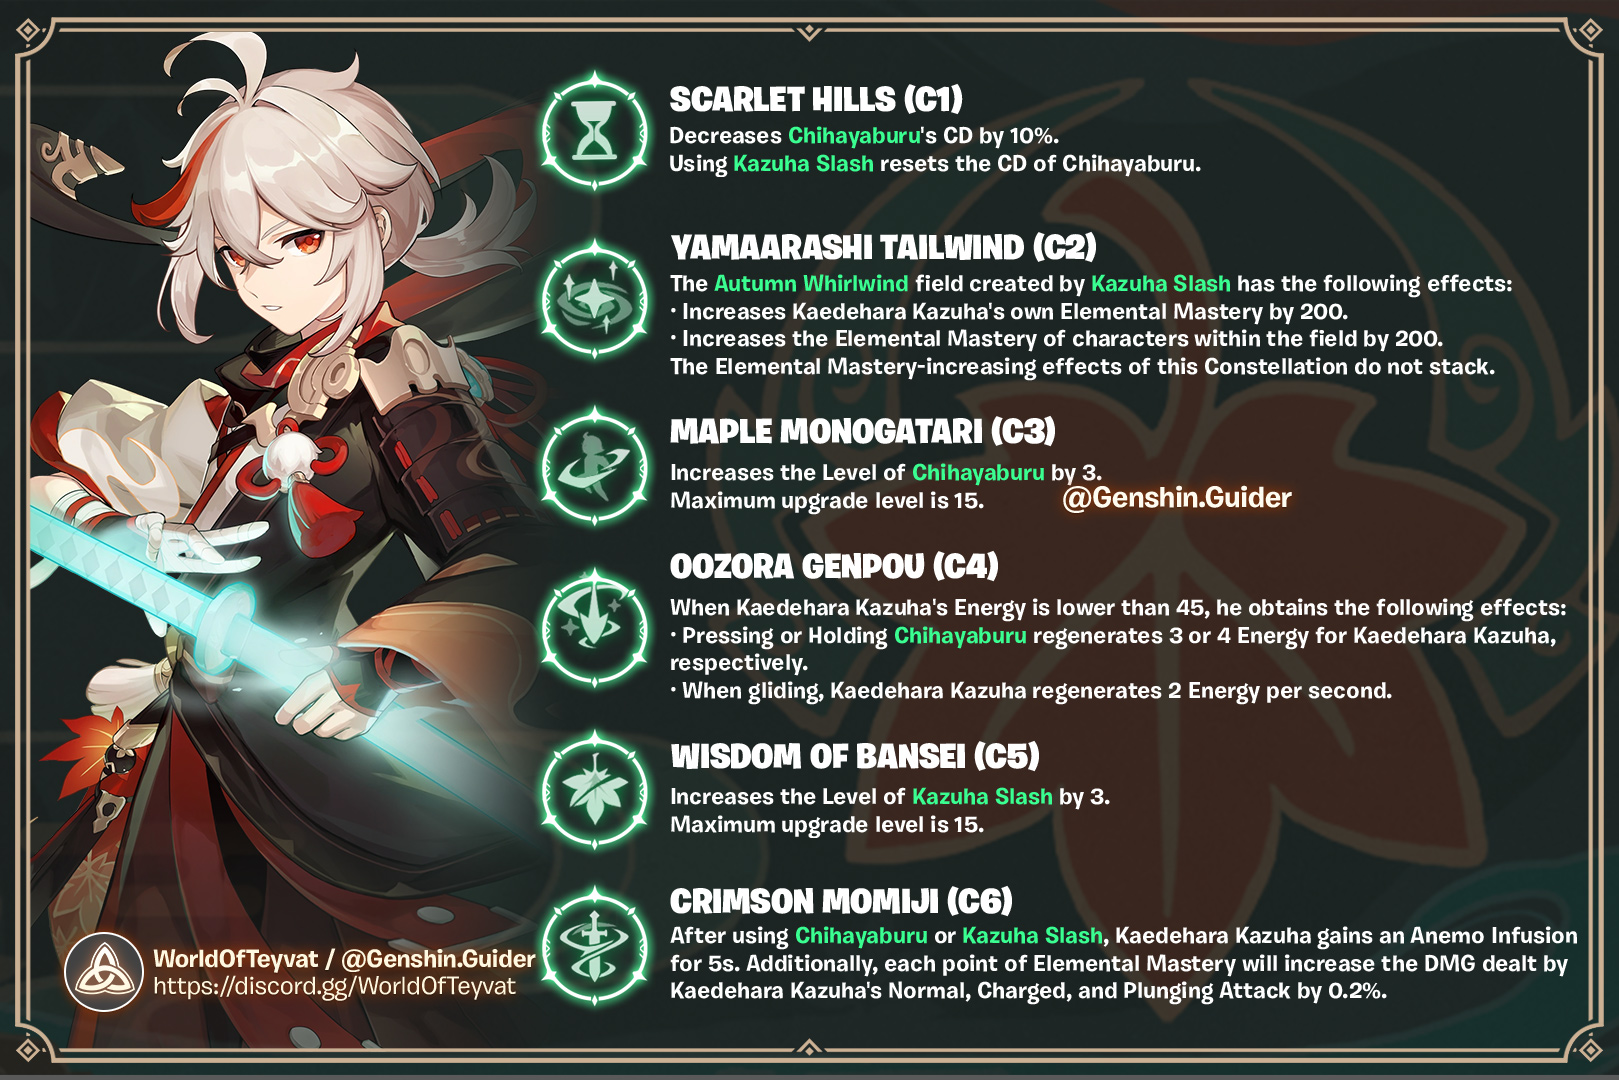 SCARLET HILLS (C1)
Decreases Chihayaburu's CD by 10%.
Using Kazuha Slash resets the CD of Chihayaburu.
YAMAARASHI TAILWIND (C2)
The Autumn Whirlwind field created by Kazuha Slash has the following effects:
• Increases Kaedehara Kazuha's own Elemental Mastery by 200.
• Increases the Elemental Mastery of characters within the field by 200.
The Elemental Mastery-increasing effects of this Constellation do not stack.
MAPLE MONOGATARI (C3)
Increases the Level of Chihayaburu by 3.
Maximum upgrade level is 15.
@Genshin.Guider
OOZORA GENPOU (C4)
When Kaedehara Kazuha's Energy is lower than 45, he obtains the following effects:
• Pressing or Holding Chihayaburu regenerates 3 or 4 Energy for Kaedehara Kazuha,
respectively.
• When gliding, Kaedehara Kazuha regenerates 2 Energy per second.
WISDOM OF BANSEI (C5)
Increases the Level of Kazuha Slash by 3.
Maximum upgrade level is 15.
CRIMSON MOMIJI (C6)
After using Chihayaburu or Kazuha Slash, Kaedehara Kazuha gains an Anemo Infusion
for 5s. Additionally, each point of Elemental Mastery will increase the DMG dealt by
Kaedehara Kazuha's Normal, Charged, and Plunging Attack by 0.2%.
WorldOfTeyvat / @Genshin.Guider
https://discord.gg/WorldOfTeyvat